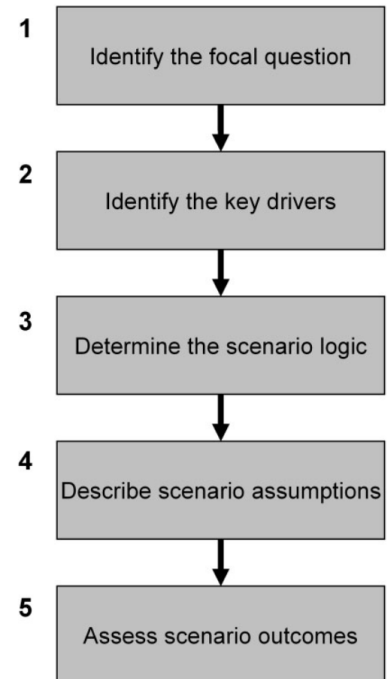 1
Identify the focal question
2
Identify the key drivers
3
Determine the scenario logic
4
Describe scenario assumptions
5
Assess scenario outcomes